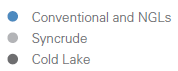 Conventional and NGLs
Syncrude
Cold Lake